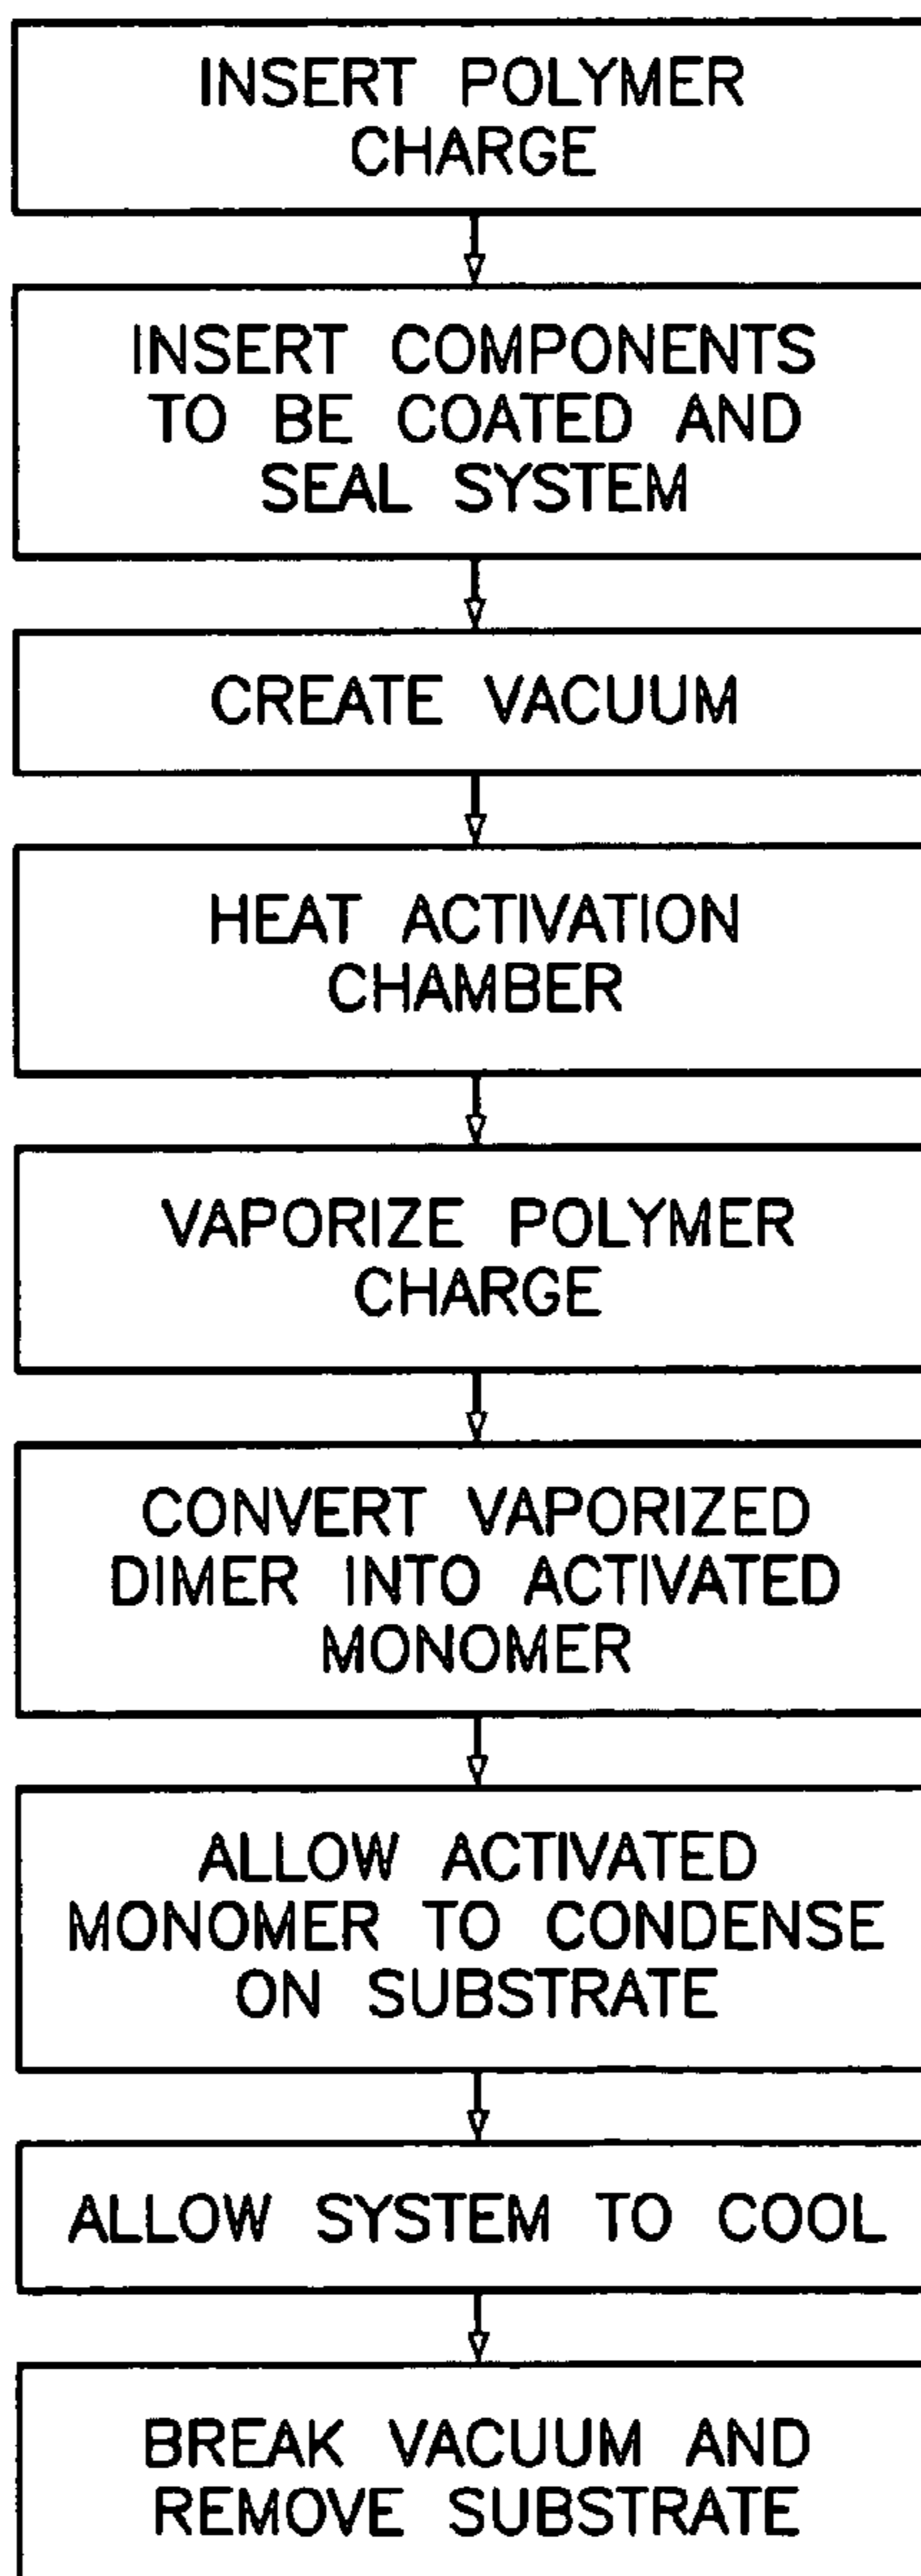 INSERT POLYMER
CHARGE
INSERT COMPONENTS
TO BE COATED AND
SEAL SYSTEM
CREATE VACUUM
HEAT ACTIVATION
CHAMBER
VAPORIZE POLYMER
CHARGE
CONVERT VAPORIZED
DIMER INTO ACTIVATED
MONOMER
ALLOW ACTIVATED
MONOMER TO CONDENSE
ON SUBSTRATE
ALLOW SYSTEM TO COOL
BREAK VACUUM AND
REMOVE SUBSTRATE